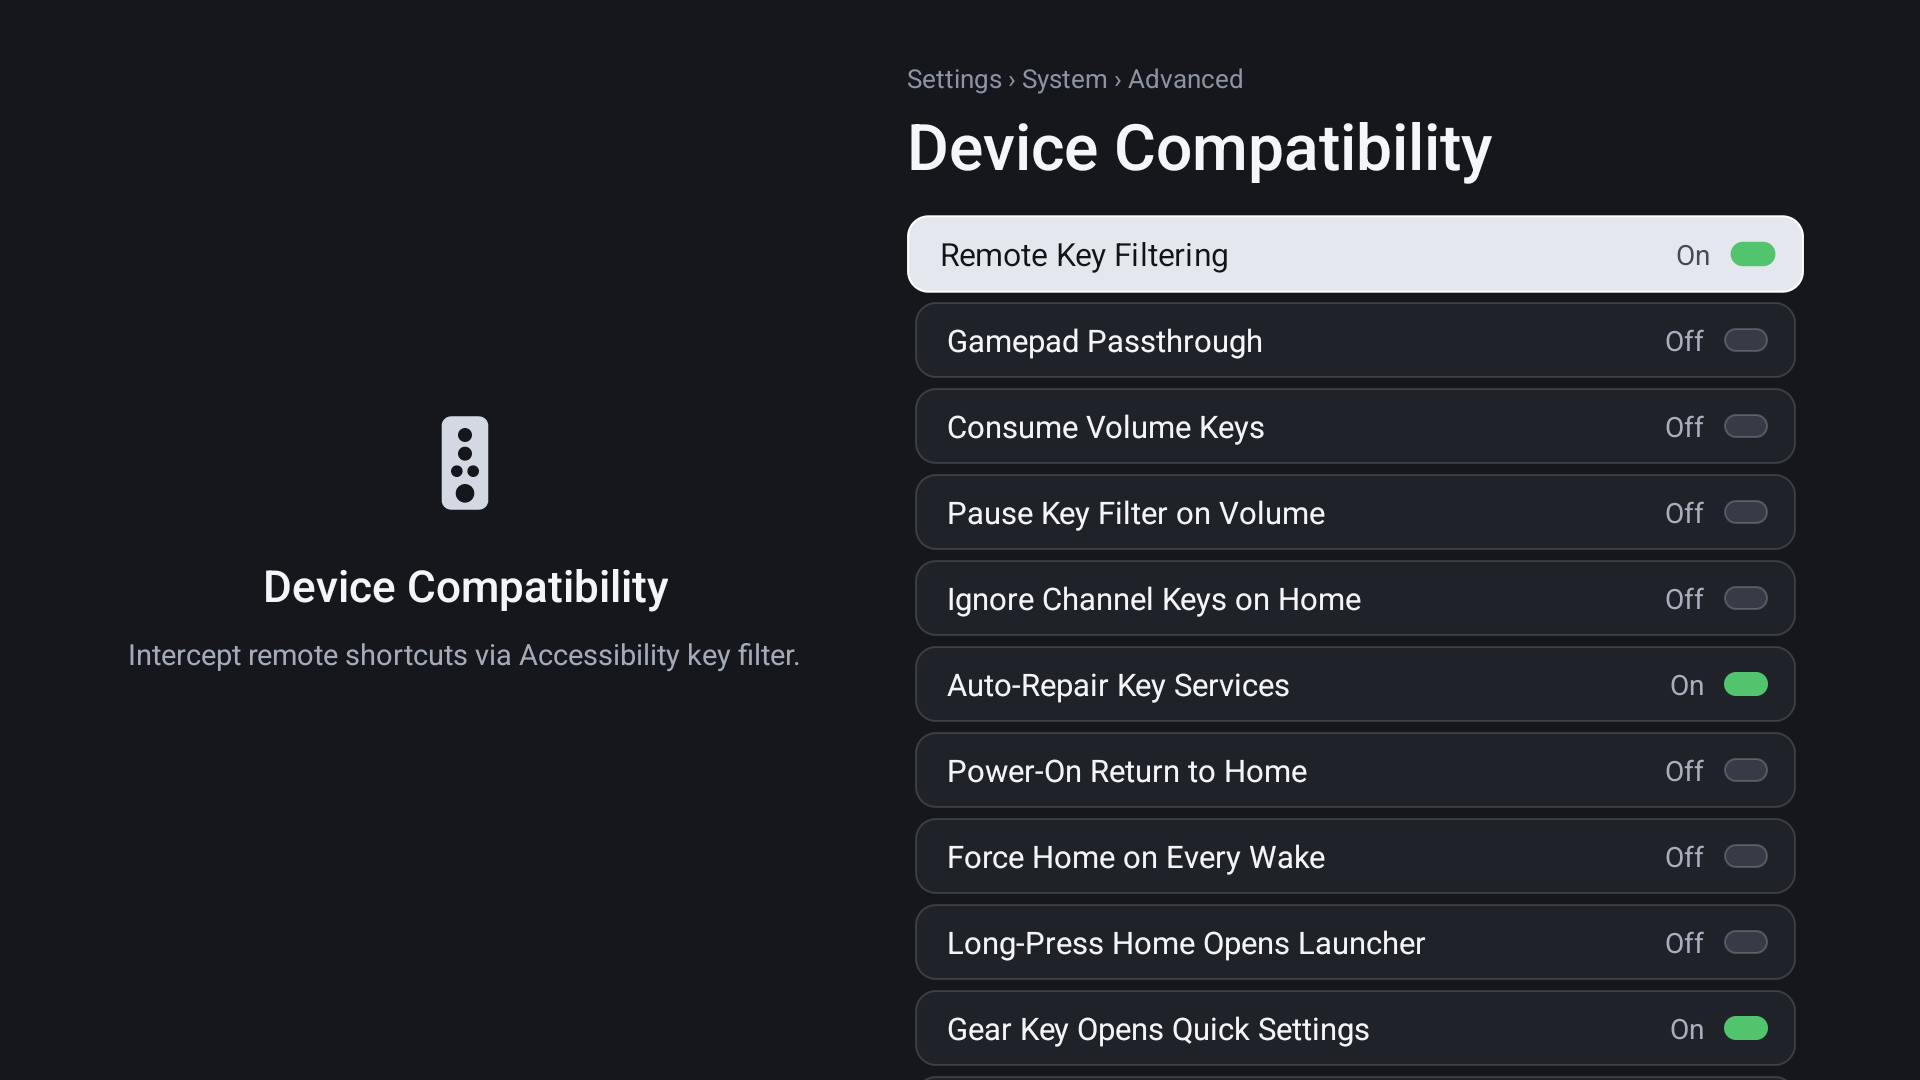 Settings › System › Advanced
Device Compatibility
Remote Key Filtering On
Gamepad Passthrough Off
Consume Volume Keys Off
Pause Key Filter on Volume Off
Ignore Channel Keys on Home Off
Auto-Repair Key Services On
Power-On Return to Home Off
Force Home on Every Wake Off
Long-Press Home Opens Launcher Off
Gear Key Opens Quick Settings On
Device Compatibility
Intercept remote shortcuts via Accessibility key filter.